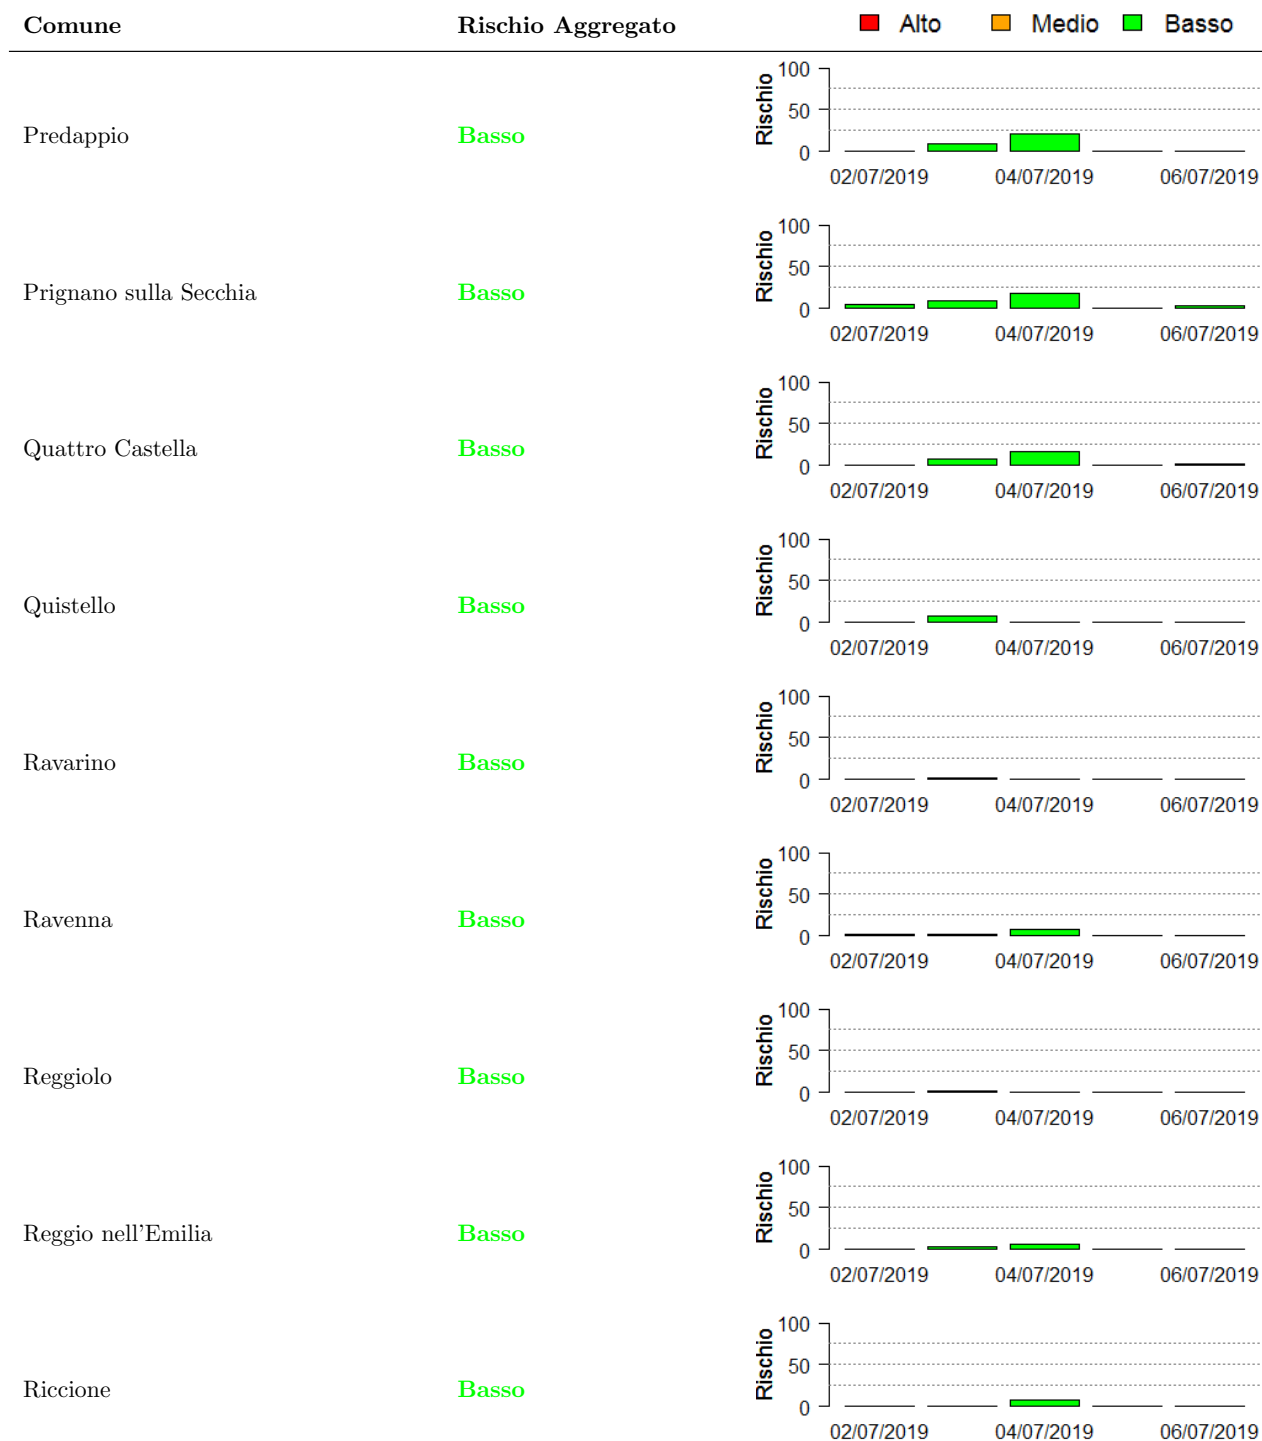 Comune Rischio Aggregato Alto Medio Basso
Predappio Basso
Rischio
100
50
0
02/07/2019 04/07/2019 06/07/2019
Prignano sulla Secchia Basso
Rischio
100
50
0
02/07/2019 04/07/2019 06/07/2019
Quattro Castella Basso
Rischio
100
50
0
02/07/2019 04/07/2019 06/07/2019
Quistello Basso
Rischio
100
50
0
02/07/2019 04/07/2019 06/07/2019
Ravarino Basso
Rischio
100
50
0
02/07/2019 04/07/2019 06/07/2019
Ravenna Basso
Rischio
100
50
0
02/07/2019 04/07/2019 06/07/2019
Reggiolo Basso
Rischio
100
50
0
02/07/2019 04/07/2019 06/07/2019
Reggio nell'Emilia Basso
Rischio
100
50
0
02/07/2019 04/07/2019 06/07/2019
Riccione Basso
Rischio
100
50
0
02/07/2019 04/07/2019 06/07/2019